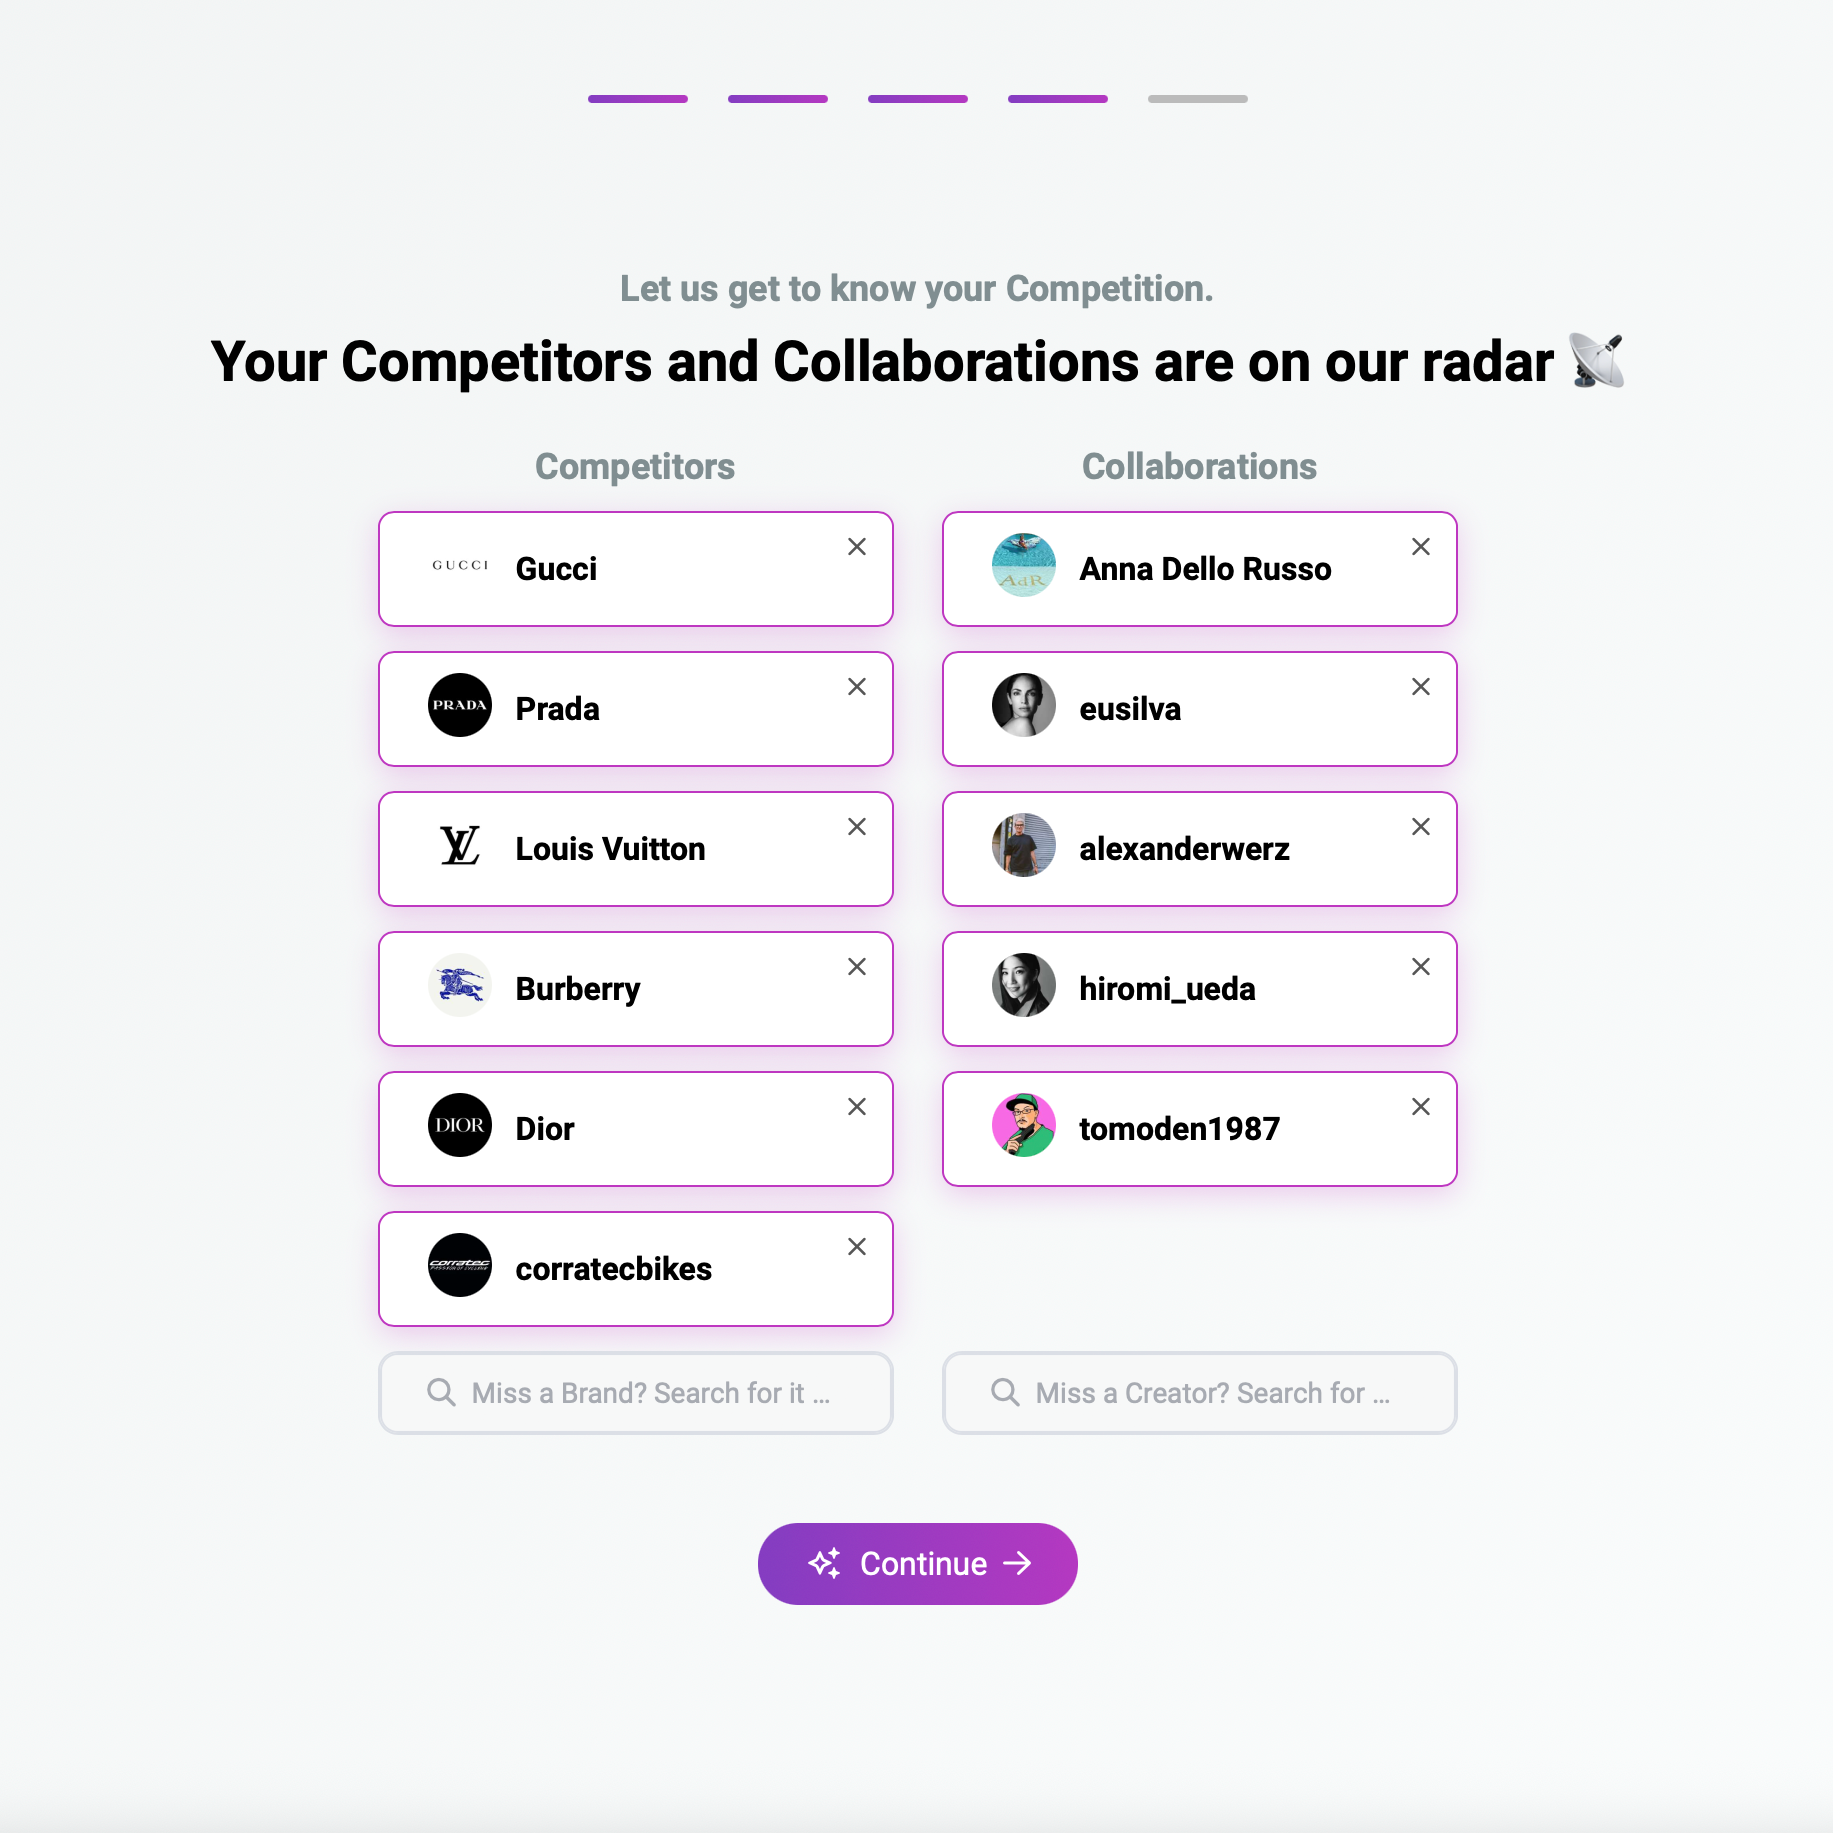 Let us get to know your Competition.
Your Competitors and Collaborations are on our radar
Competitors
GUCCI Gucci
PRADA Prada
LV Louis Vuitton
Burberry
DIOR Dior
corratec corratecbikes
Miss a Brand? Search for it ...
Collaborations
AdR Anna Dello Russo
eusilva
alexanderwerz
hiromi_ueda
tomoden1987
Miss a Creator? Search for ...
Continue